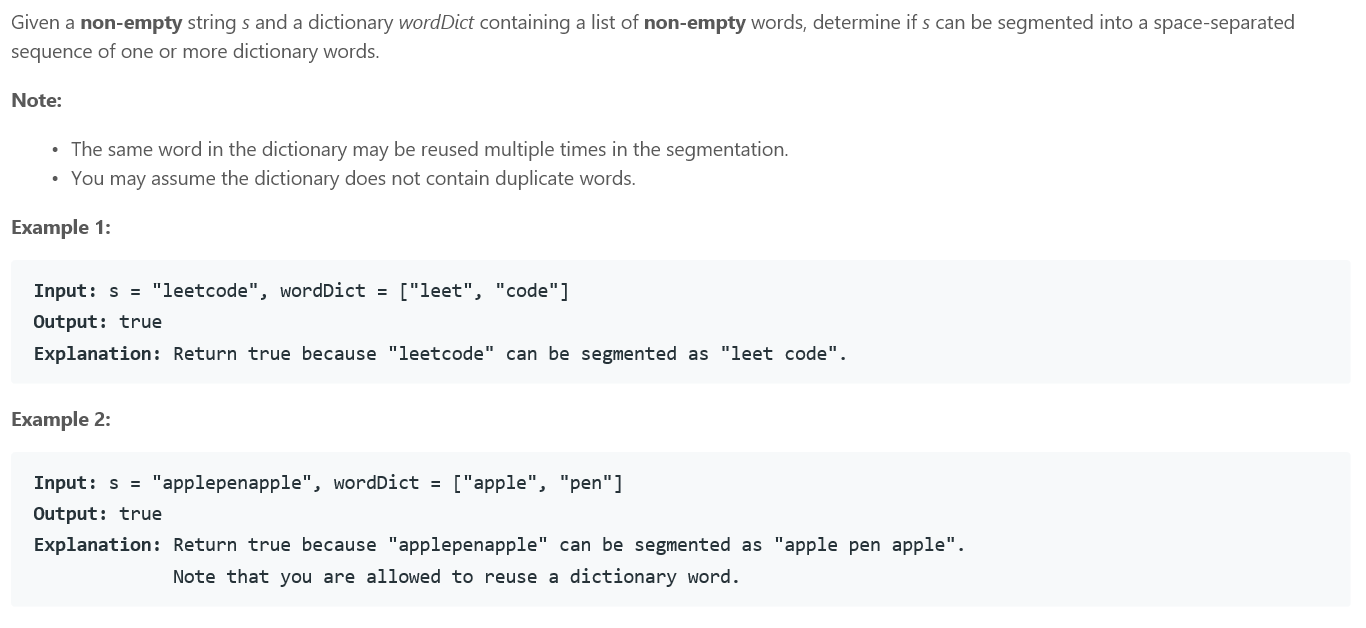 Given a non-empty string s and a dictionary wordDict containing a list of non-empty words, determine if s can be segmented into a space-separated
sequence of one or more dictionary words.
Note:
• The same word in the dictionary may be reused multiple times in the segmentation.
• You may assume the dictionary does not contain duplicate words.
Example 1:
Input: s = "leetcode", wordDict = ["leet", "code"]
Output: true
Explanation: Return true because "leetcode" can be segmented as "leet code".
Example 2:
Input: s = "applepenapple", wordDict = ["apple", "pen"]
Output: true
Explanation: Return true because "applepenapple" can be segmented as "apple pen apple".
Note that you are allowed to reuse a dictionary word.